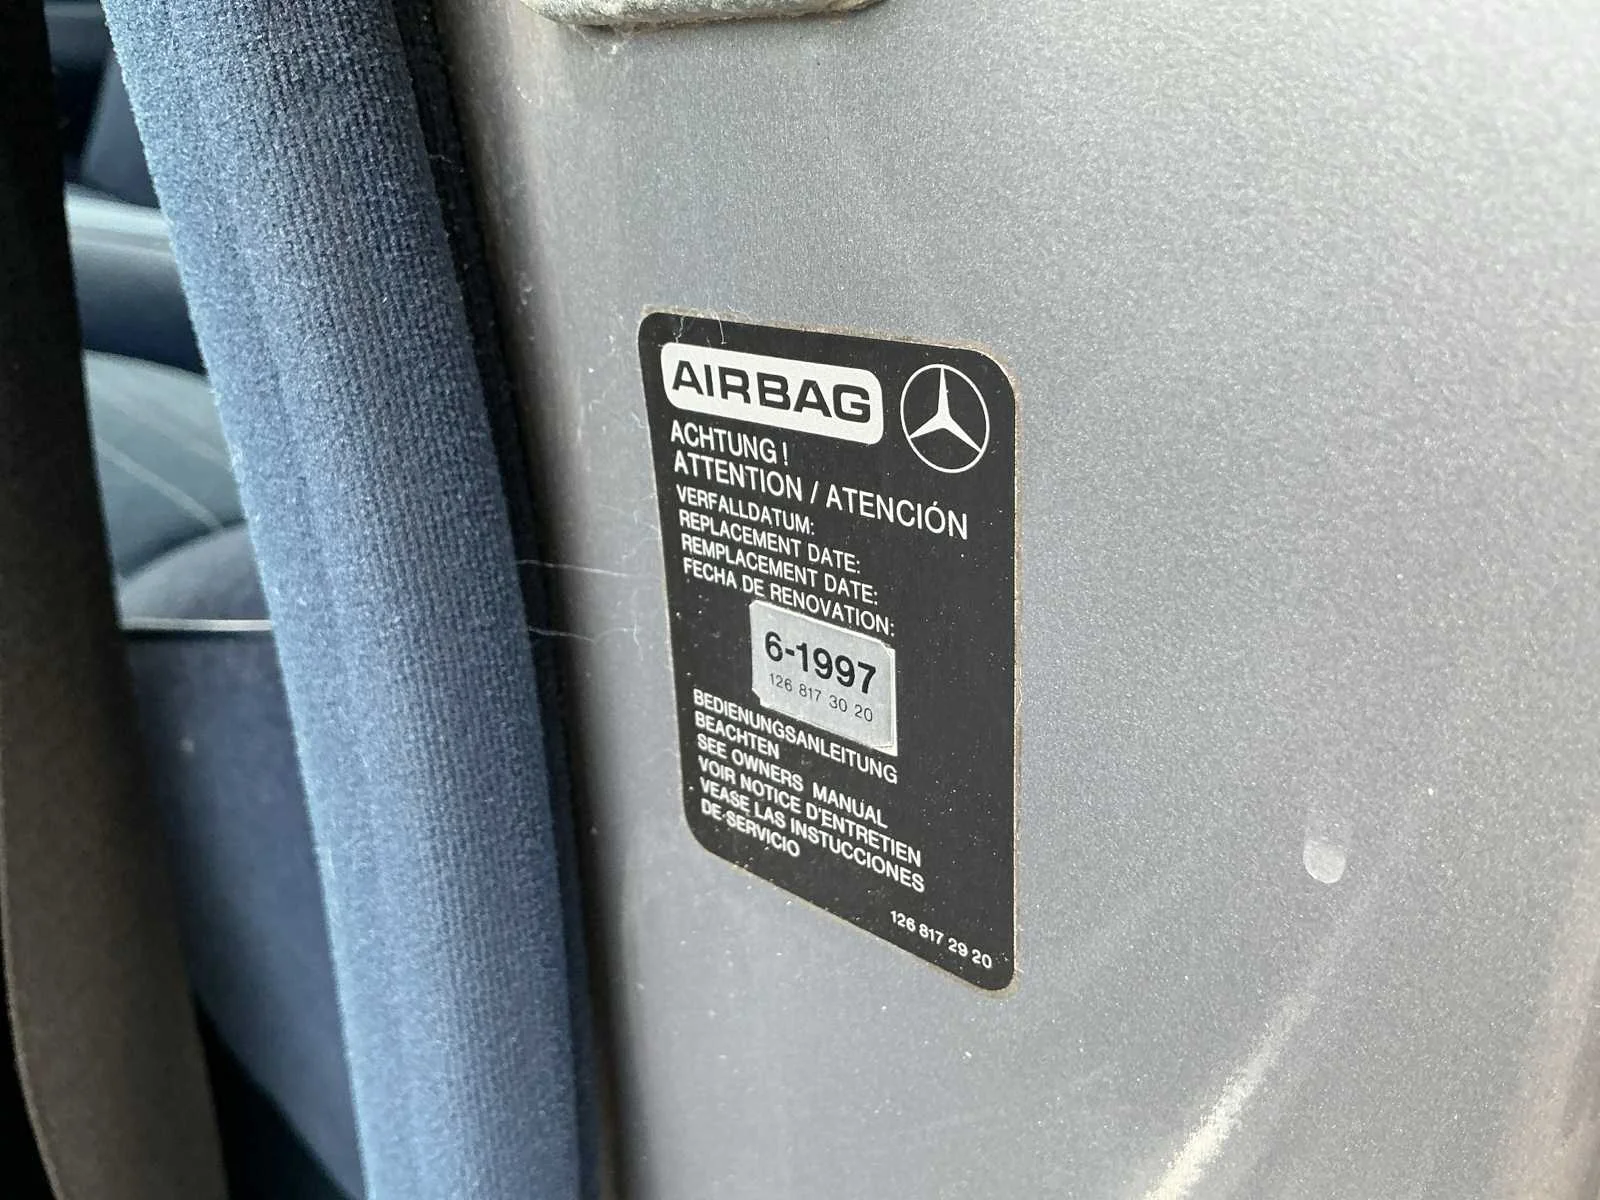 AIRBAG
ACHTUNG!
ATTENTION / ATENCIÓN
VERFALLDATUM:
REPLACEMENT DATE:
REMPLACEMENT DATE:
FECHA DE RENOVATION:
6-1997
126 817 30 20
BEDIENUNGSANLEITUNG
BEACHTEN
SEE OWNERS MANUAL
VOIR NOTICE D'ENTRETIEN
VEASE LAS INSTUCCIONES
DE SERVICIO
126 817 29 20